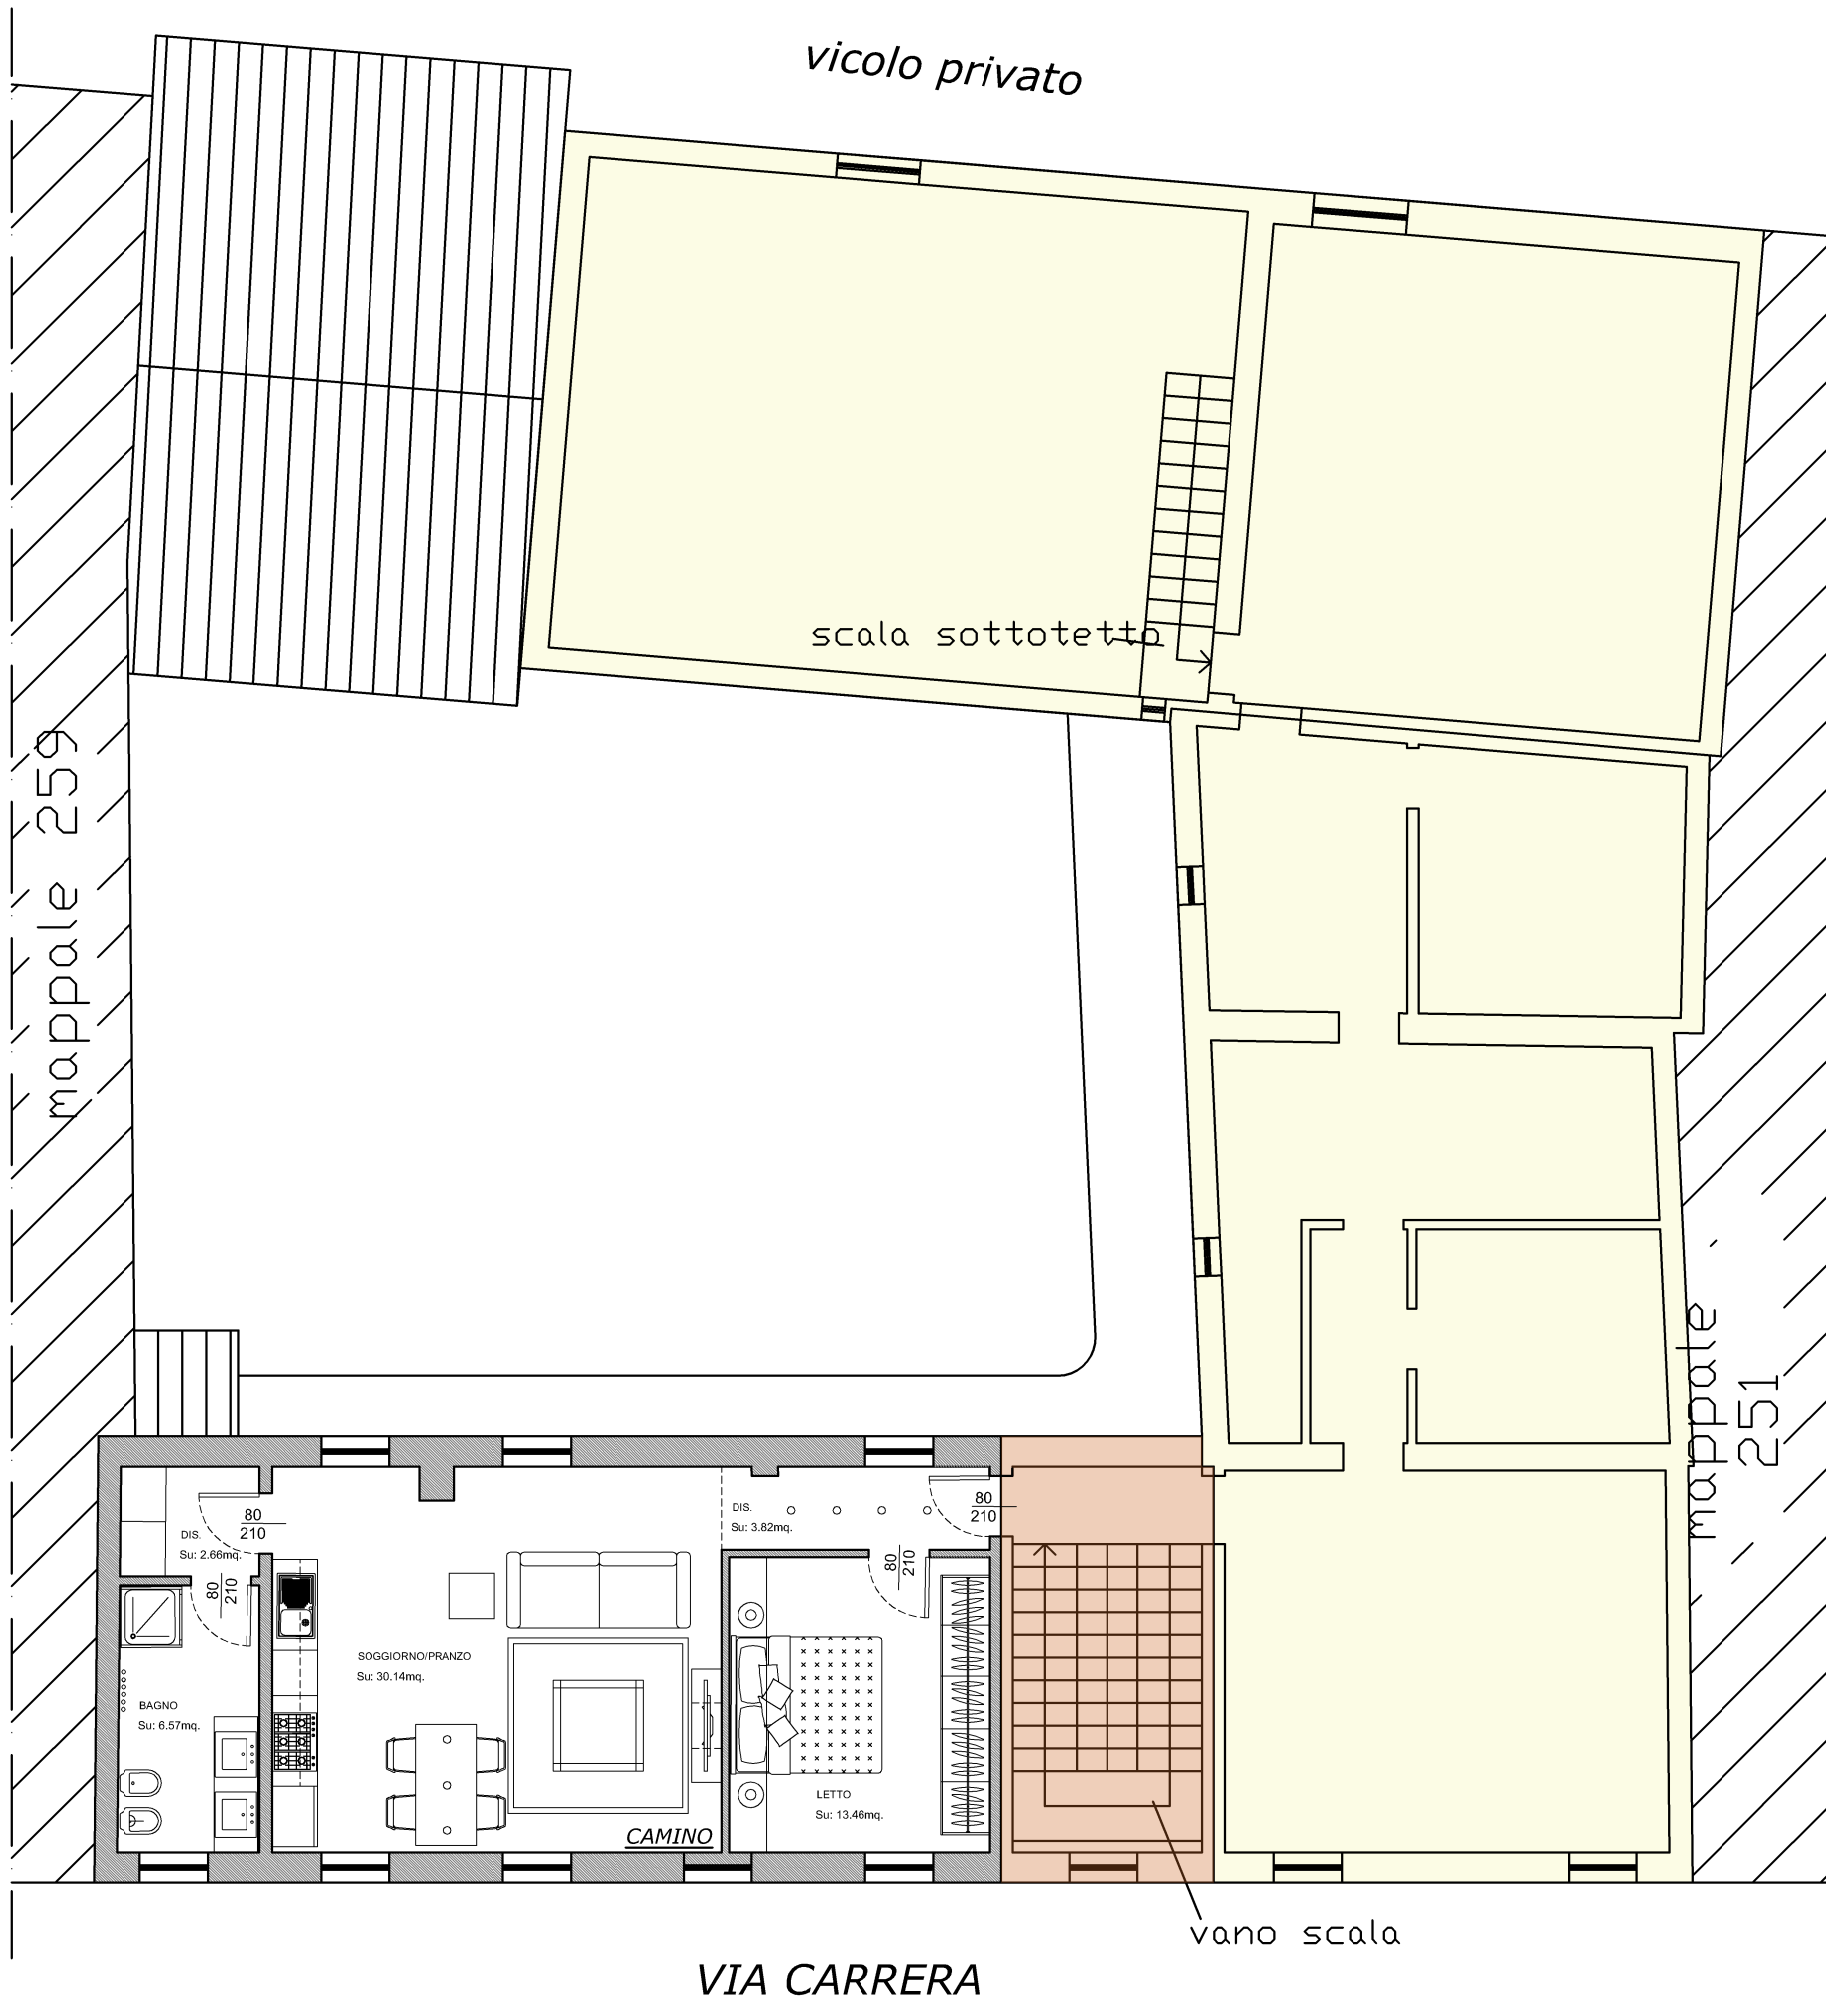 vicolo privato
scala sottotetto
mappale 259
mappale
251
80
210
DIS.
Su: 2.66mq.
80
210
DIS.
Su: 3.82mq.
80
210
80
210
SOGGIORNO/PRANZO
Su: 30.14mq.
BAGNO
Su: 6.57mq.
LETTO
Su: 13.46mq.
CAMINO
vano scala
VIA CARRERA